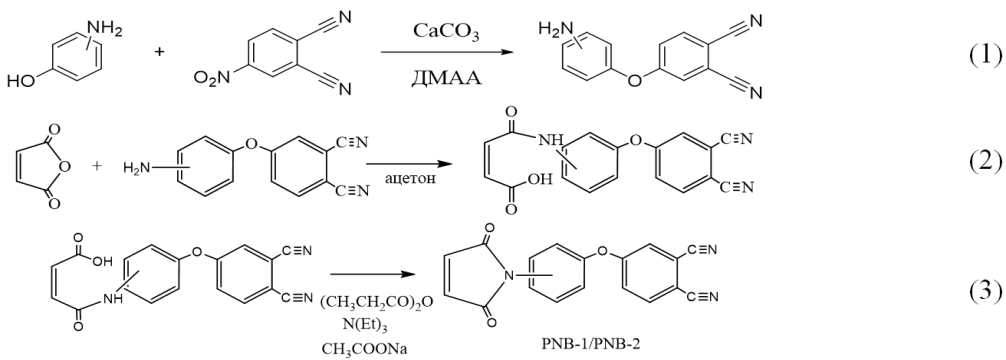 NH₂ HO + NO₂ N N CaCO₃ ДМАА H₂N O N N (1)
O O O + H₂N O C≡N C≡N ацетон O NH O C≡N C≡N OH O (2)
O OH O NH O C≡N C≡N (CH₃CH₂CO)₂O N(Et)₃ CH₃COONa O N O O C≡N C≡N (3)
PNB-1/PNB-2